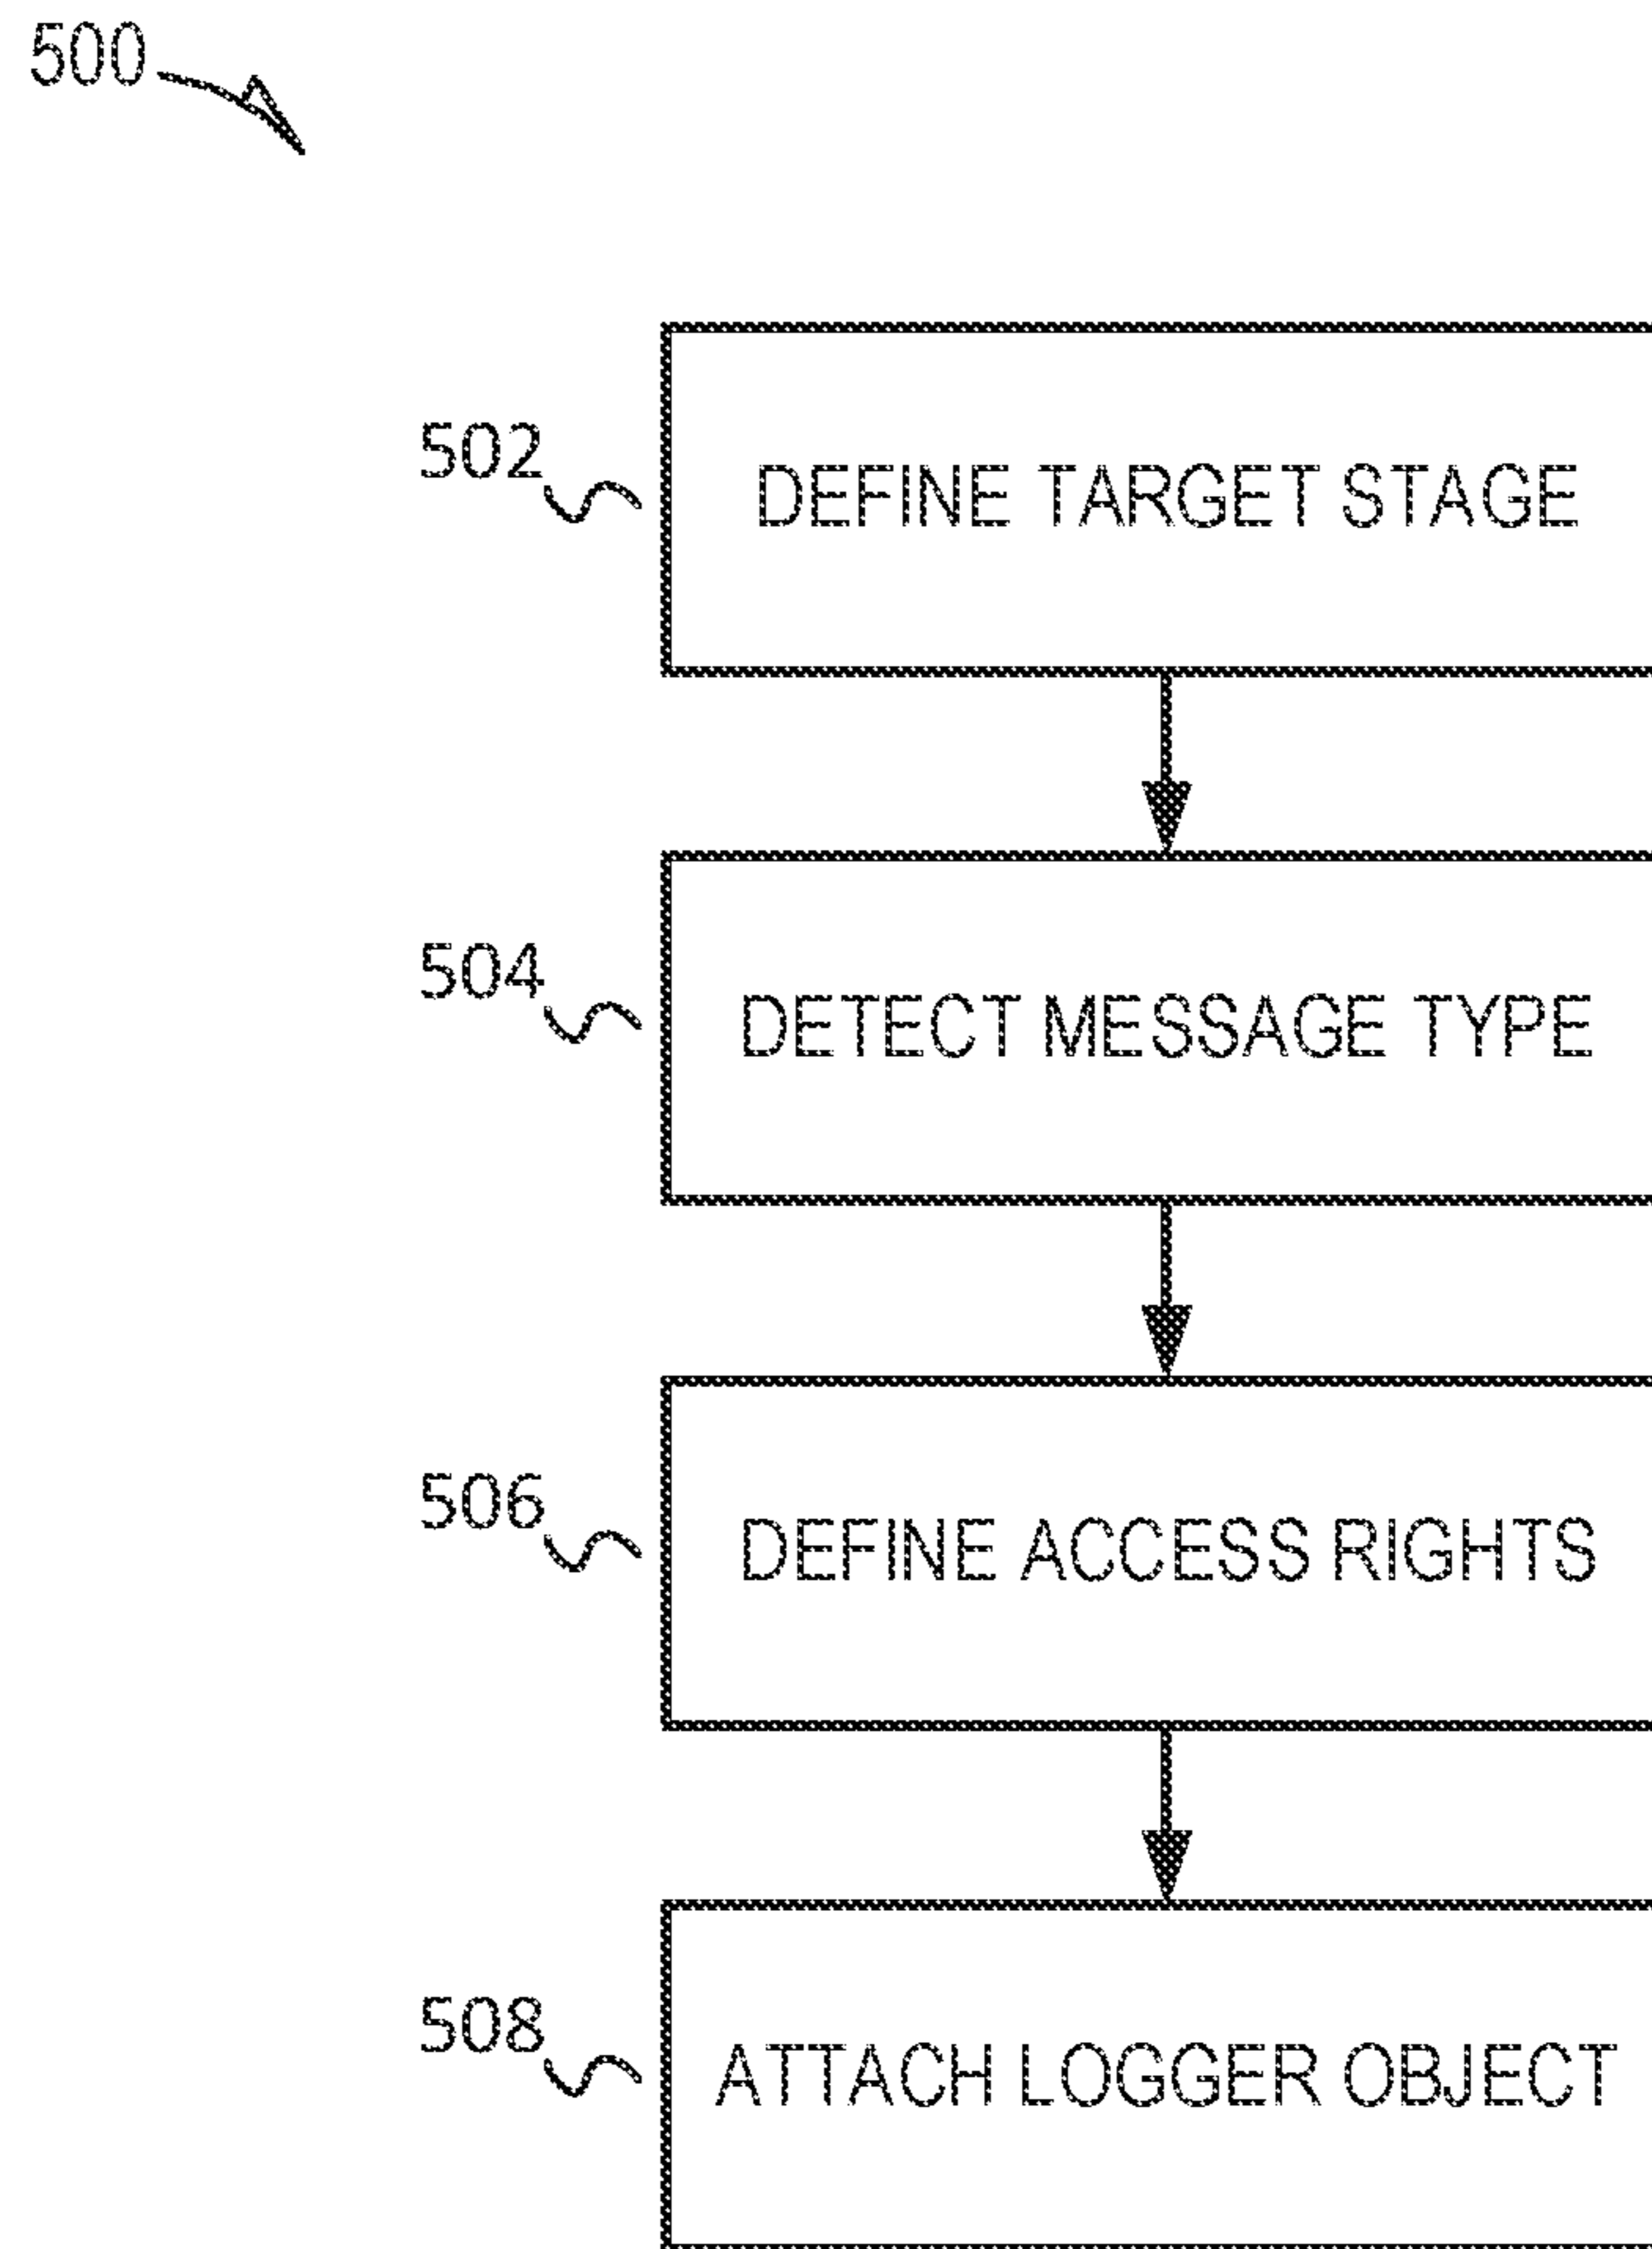 500
502
DEFINE TARGET STAGE
504
DETECT MESSAGE TYPE
506
DEFINE ACCESS RIGHTS
508
ATTACH LOGGER OBJECT